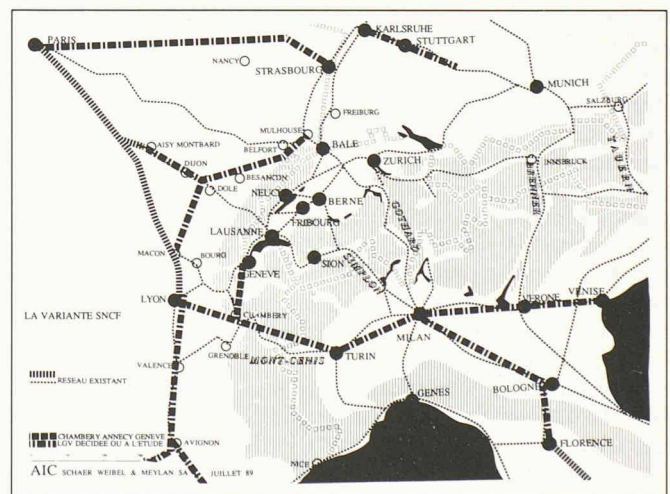 PARIS
KARLSRUHE
STUTTGART
NANCY
STRASBOURG
MUNICH
SALZBURG
FREIBURG
MULHOUSE
AISY MONTBARD
BELFORT
BALE
TAUERN
DIJON
ZURICH
INNSBRUCK
BESANCON
BRENNER
DOLE
NEUCH
BERNE
FRIBOURG
GOTHARD
LAUSANNE
MACON
BOURG
SION
SIMPLON
GENEVE
VENISE
LYON
VERONE
LA VARIANTE SNCF
CHAMBERY
MILAN
GRENOBLE
MONT-CENIS
TURIN
VALENCE
BOLOGNE
RESEAU EXISTANT
GENES
CHAMBERY ANNECY GENEVE
LGV DECIDEE OU A L'ETUDE
AVIGNON
FLORENCE
NICE
AIC SCHAER WEIBEL & MEYLAN SA JUILLET 89